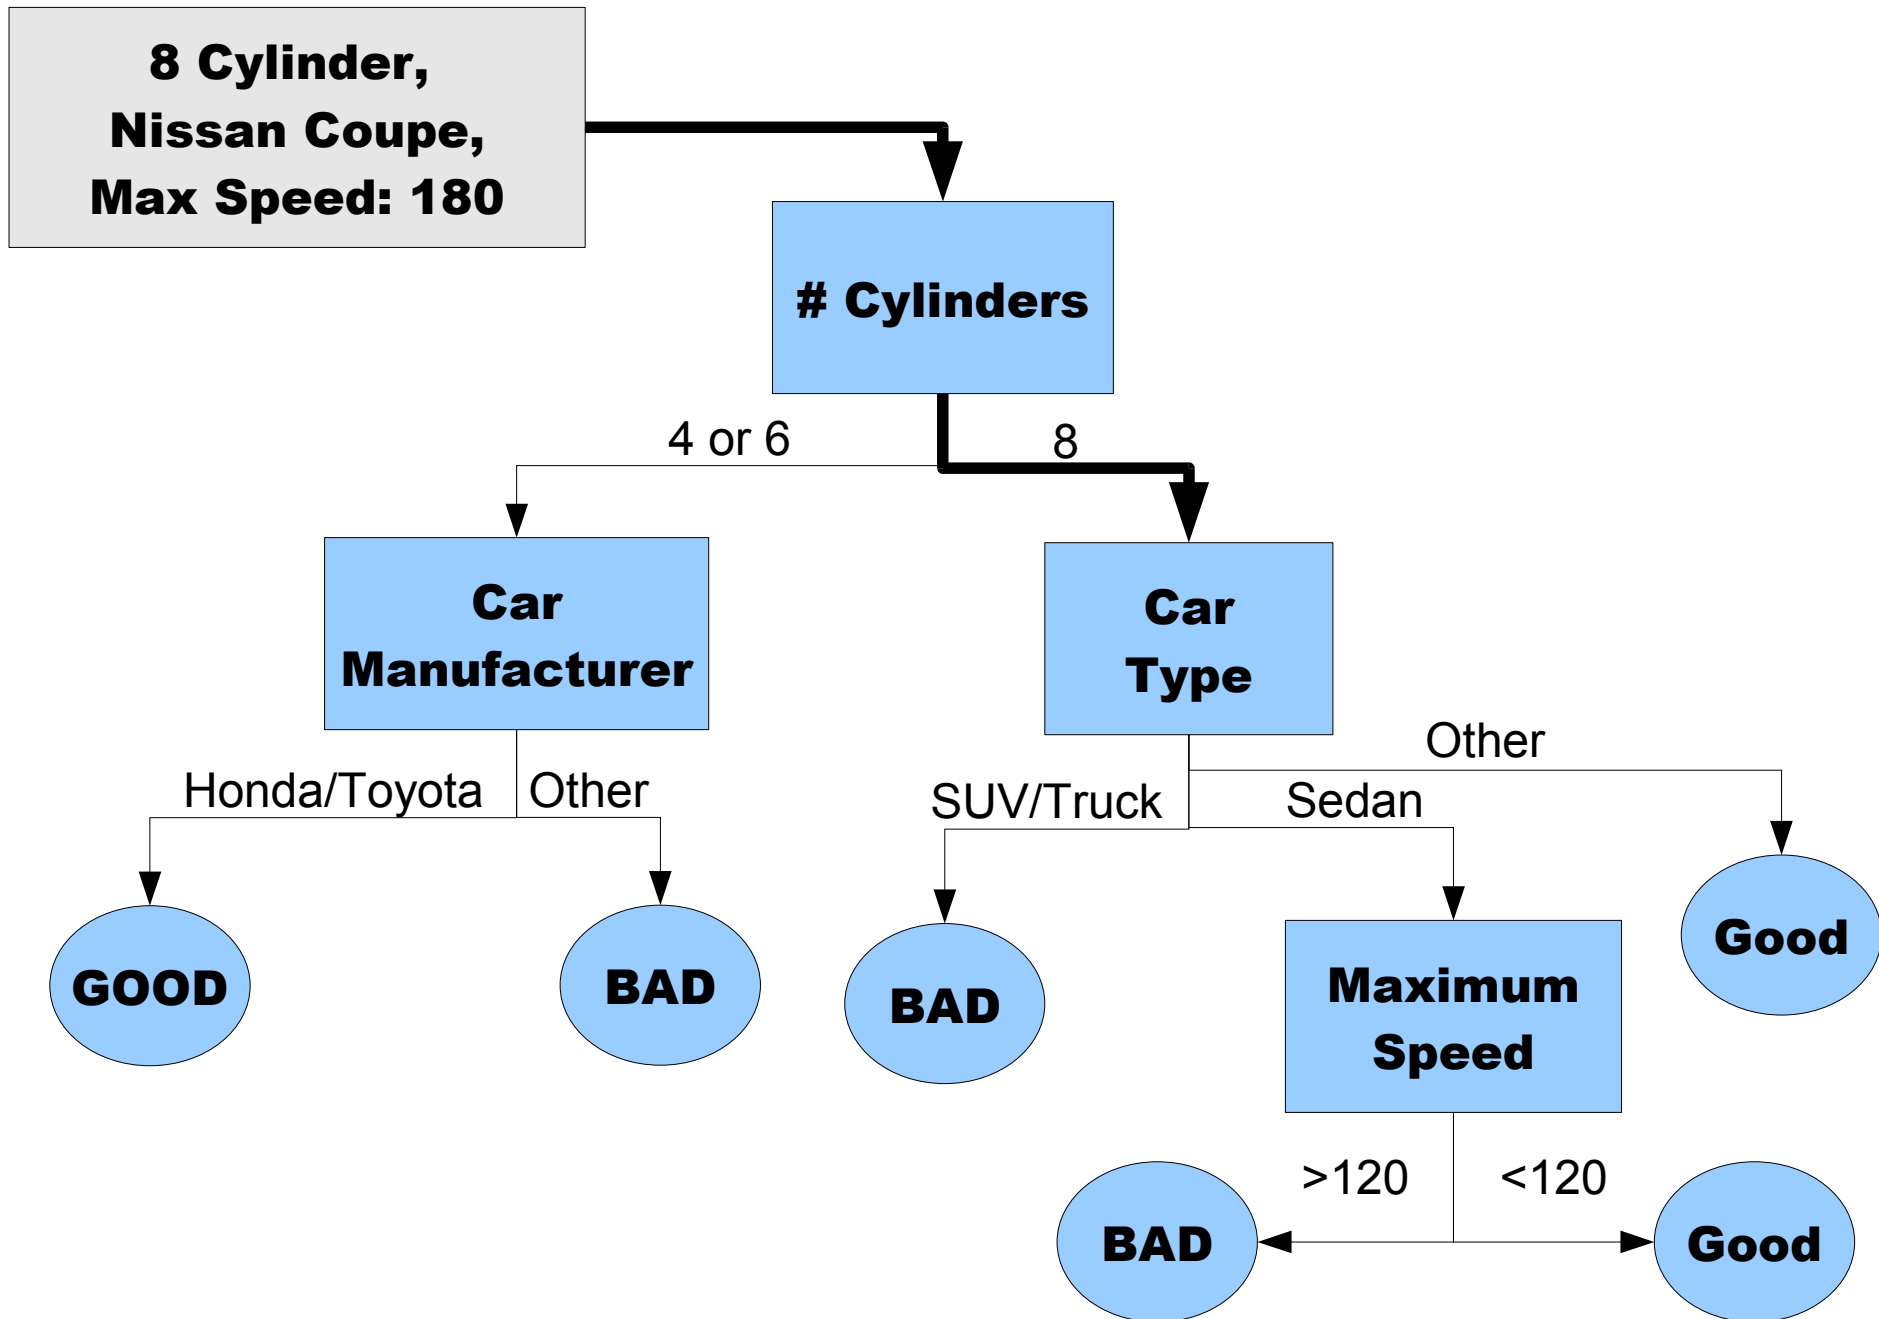 8 Cylinder,
Nissan Coupe,
Max Speed: 180
# Cylinders
4 or 6
8
Car
Manufacturer
Car
Type
Honda/Toyota
Other
SUV/Truck
Sedan
Other
GOOD
BAD
BAD
Maximum
Speed
Good
>120
<120
BAD
Good